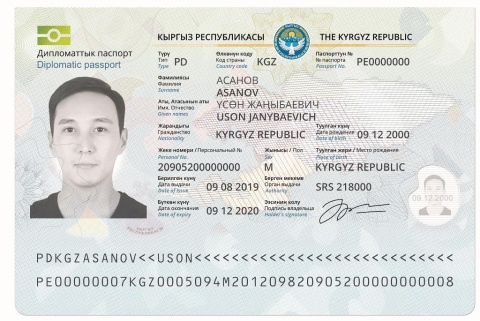 КЫРГЫЗ РЕСПУБЛИКАСЫ THE KYRGYZ REPUBLIC
Дипломаттык паспорт
Diplomatic passport
Түрү
Тип PD
Type
Өлкөнүн коду
Код страны KGZ
Country code
Паспорттун №
№ паспорта PE0000000
Passport No.
Фамилиясы
Фамилия
Surname
АСАНОВ
ASANOV
Аты, Атасынын аты
Имя, Отчество
Given names
ҮСӨН ЖАҢЫБАЕВИЧ
USON JANYBAEVICH
Жарандыгы
Гражданство
Nationality
KYRGYZ REPUBLIC
Туулган күнү
Дата рождения 09 12 2000
Date of birth
Жеке номери / Персональный №
Personal No.
20905200000000
Жынысы / Пол
Sex
M
Туулган жери / Место рождения
Place of birth
KYRGYZ REPUBLIC
Берилген күнү
Дата выдачи 09 08 2019
Date of issue
Берген мекеме
Орган выдачи SRS 218000
Authority
Бүткөн күнү
Дата окончания 09 12 2020
Date of expiry
Ээсинин колу
Подпись владельца
Holder's signature
09 12 2000
PDKGZASANOV<<USON<<<<<<<<<<<<<<<<<<<<<<<<<<<
PE00000007KGZ0005094M20120982090520000000008